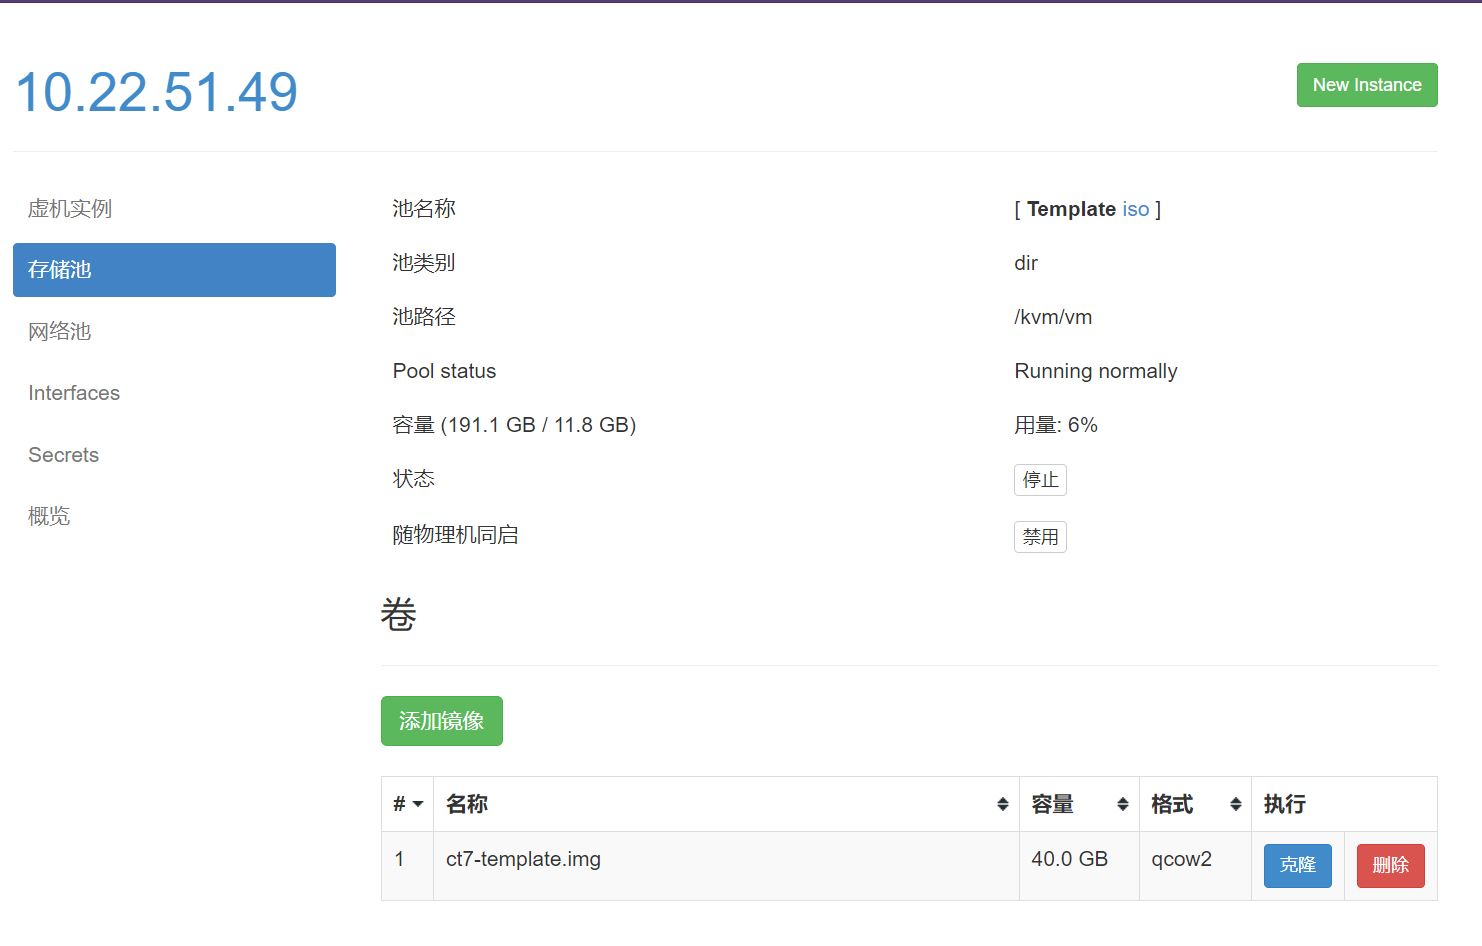 10.22.51.49
New Instance
虚机实例
存储池
网络池
Interfaces
Secrets
概览
池名称 [ Template iso ]
池类别 dir
池路径 /kvm/vm
Pool status Running normally
容量 (191.1 GB / 11.8 GB) 用量: 6%
状态 停止
随物理机同启 禁用
卷
添加镜像
# 名称 容量 格式 执行
1 ct7-template.img 40.0 GB qcow2 克隆 删除